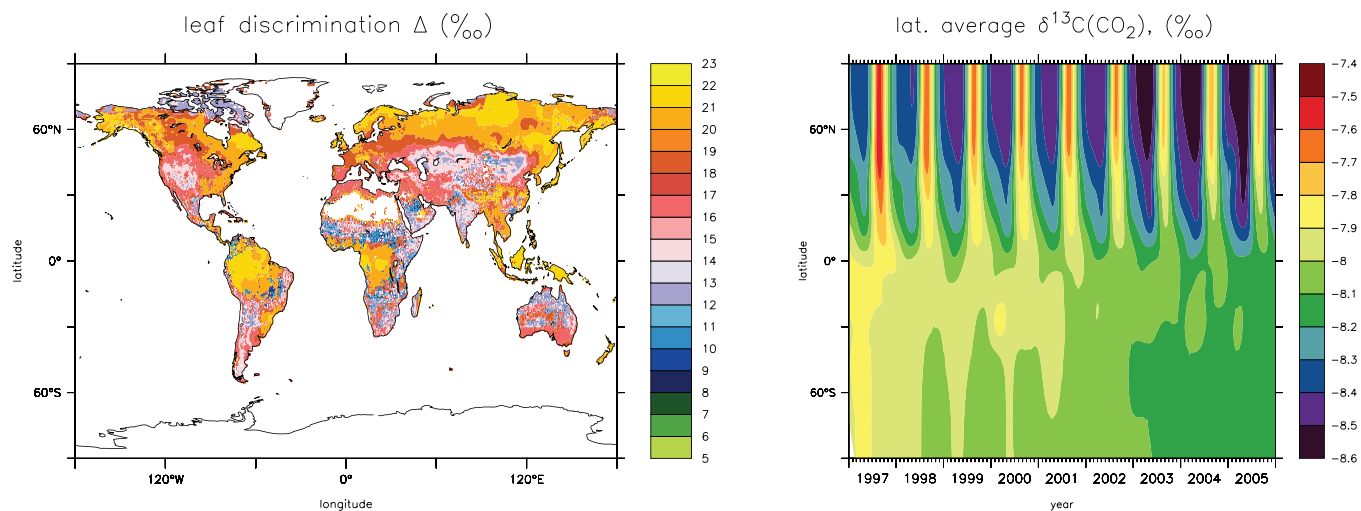 leaf discrimination Δ (‰)
60°N
0°
60°S
latitude
120°W
0°
120°E
longitude
23
22
21
20
19
18
17
16
15
14
13
12
11
10
9
8
7
6
5
lat. average δ¹³C(CO₂), (‰)
60°N
0°
60°S
latitude
1997 1998 1999 2000 2001 2002 2003 2004 2005
year
-7.4
-7.5
-7.6
-7.7
-7.8
-7.9
-8
-8.1
-8.2
-8.3
-8.4
-8.5
-8.6